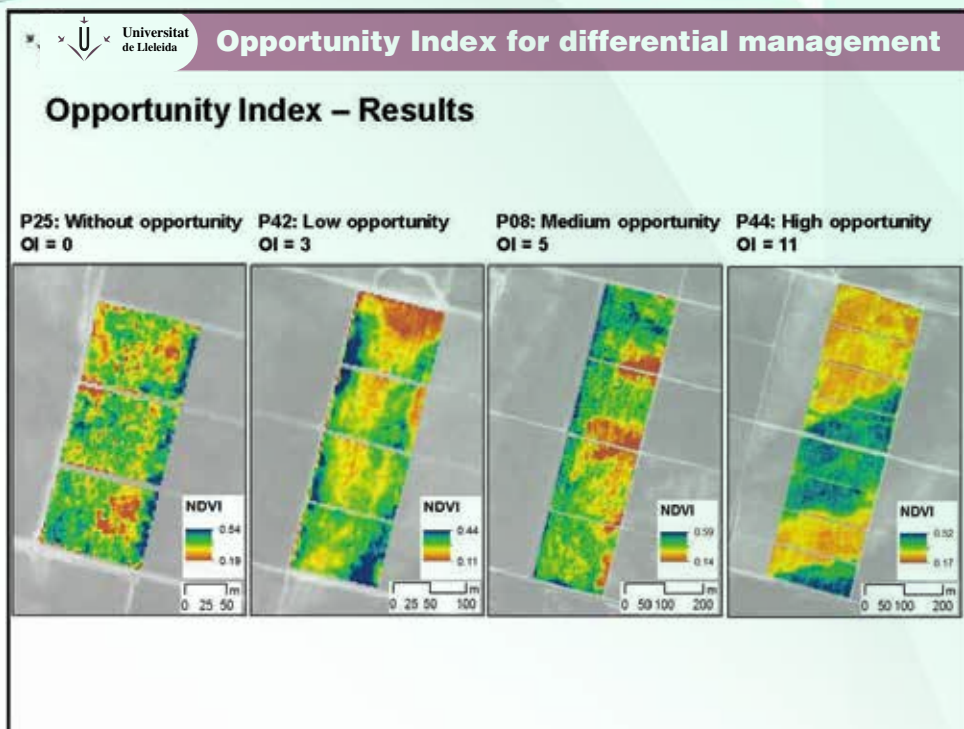 Universitat
de Lleleida
Opportunity Index for differential management
Opportunity Index – Results
P25: Without opportunity
OI = 0
P42: Low opportunity
OI = 3
P08: Medium opportunity
OI = 5
P44: High opportunity
OI = 11
NDVI
0.54
0.19
m
0 25 50
NDVI
0.44
0.11
m
0 25 50 100
NDVI
0.59
0.14
m
0 50 100 200
NDVI
0.52
0.17
m
0 50 100 200